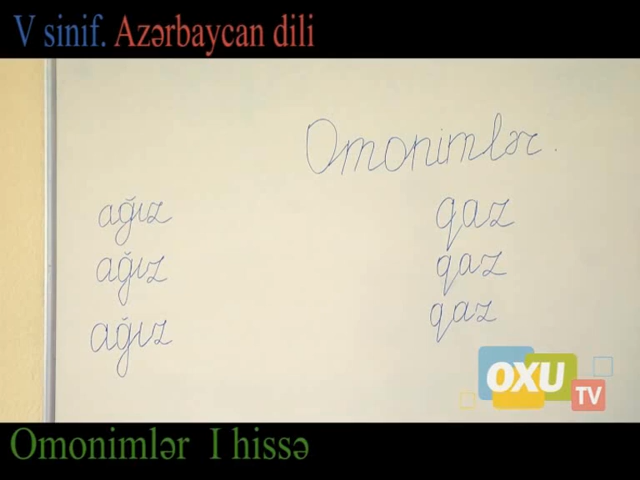 V sinif. Azərbaycan dili
Omonimlər.
ağız
ağız
ağız
qaz
qaz
qaz
OXU
TV
Omonimlər I hissə